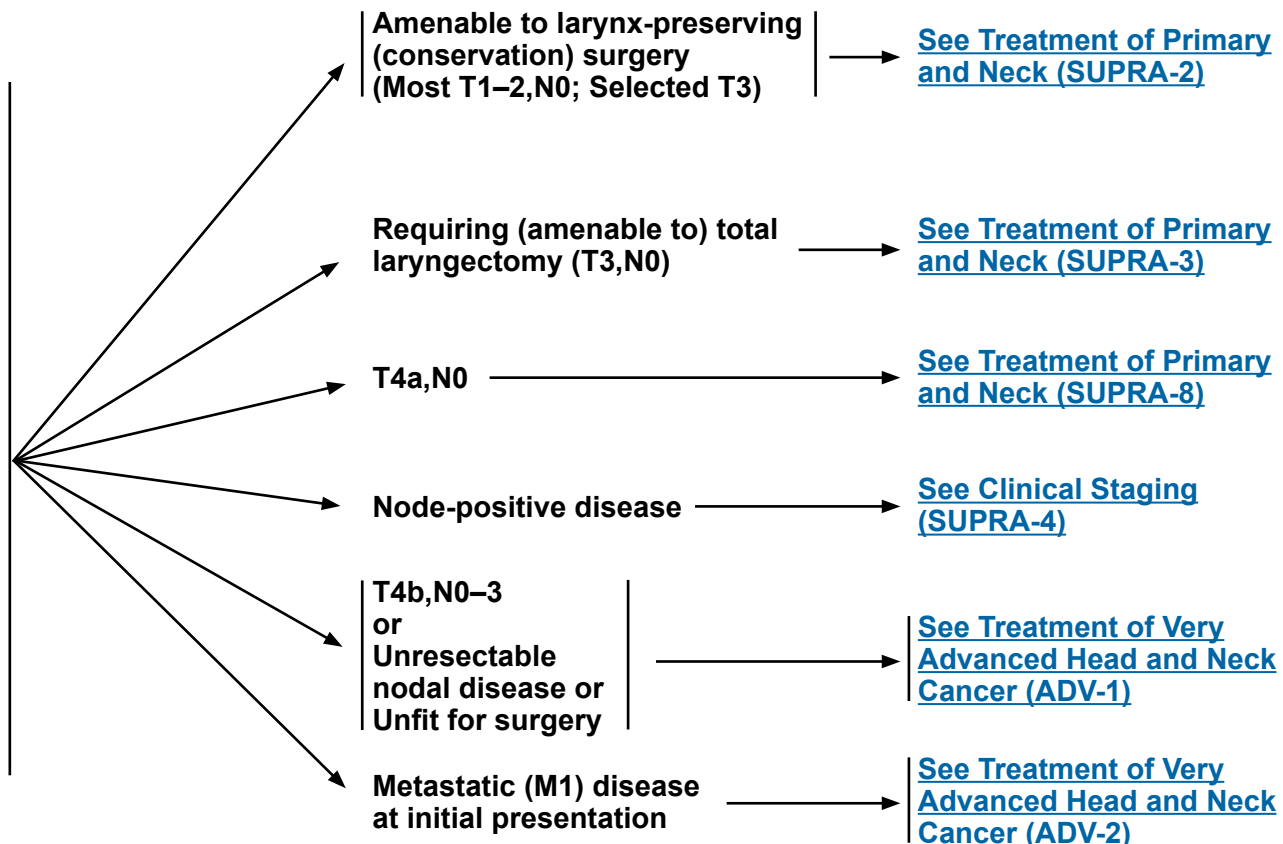 Amenable to larynx-preserving
(conservation) surgery
(Most T1–2,N0; Selected T3)
See Treatment of Primary
and Neck (SUPRA-2)
Requiring (amenable to) total
laryngectomy (T3,N0)
See Treatment of Primary
and Neck (SUPRA-3)
T4a,N0
See Treatment of Primary
and Neck (SUPRA-8)
Node-positive disease
See Clinical Staging
(SUPRA-4)
T4b,N0–3
or
Unresectable
nodal disease or
Unfit for surgery
See Treatment of Very
Advanced Head and Neck
Cancer (ADV-1)
Metastatic (M1) disease
at initial presentation
See Treatment of Very
Advanced Head and Neck
Cancer (ADV-2)